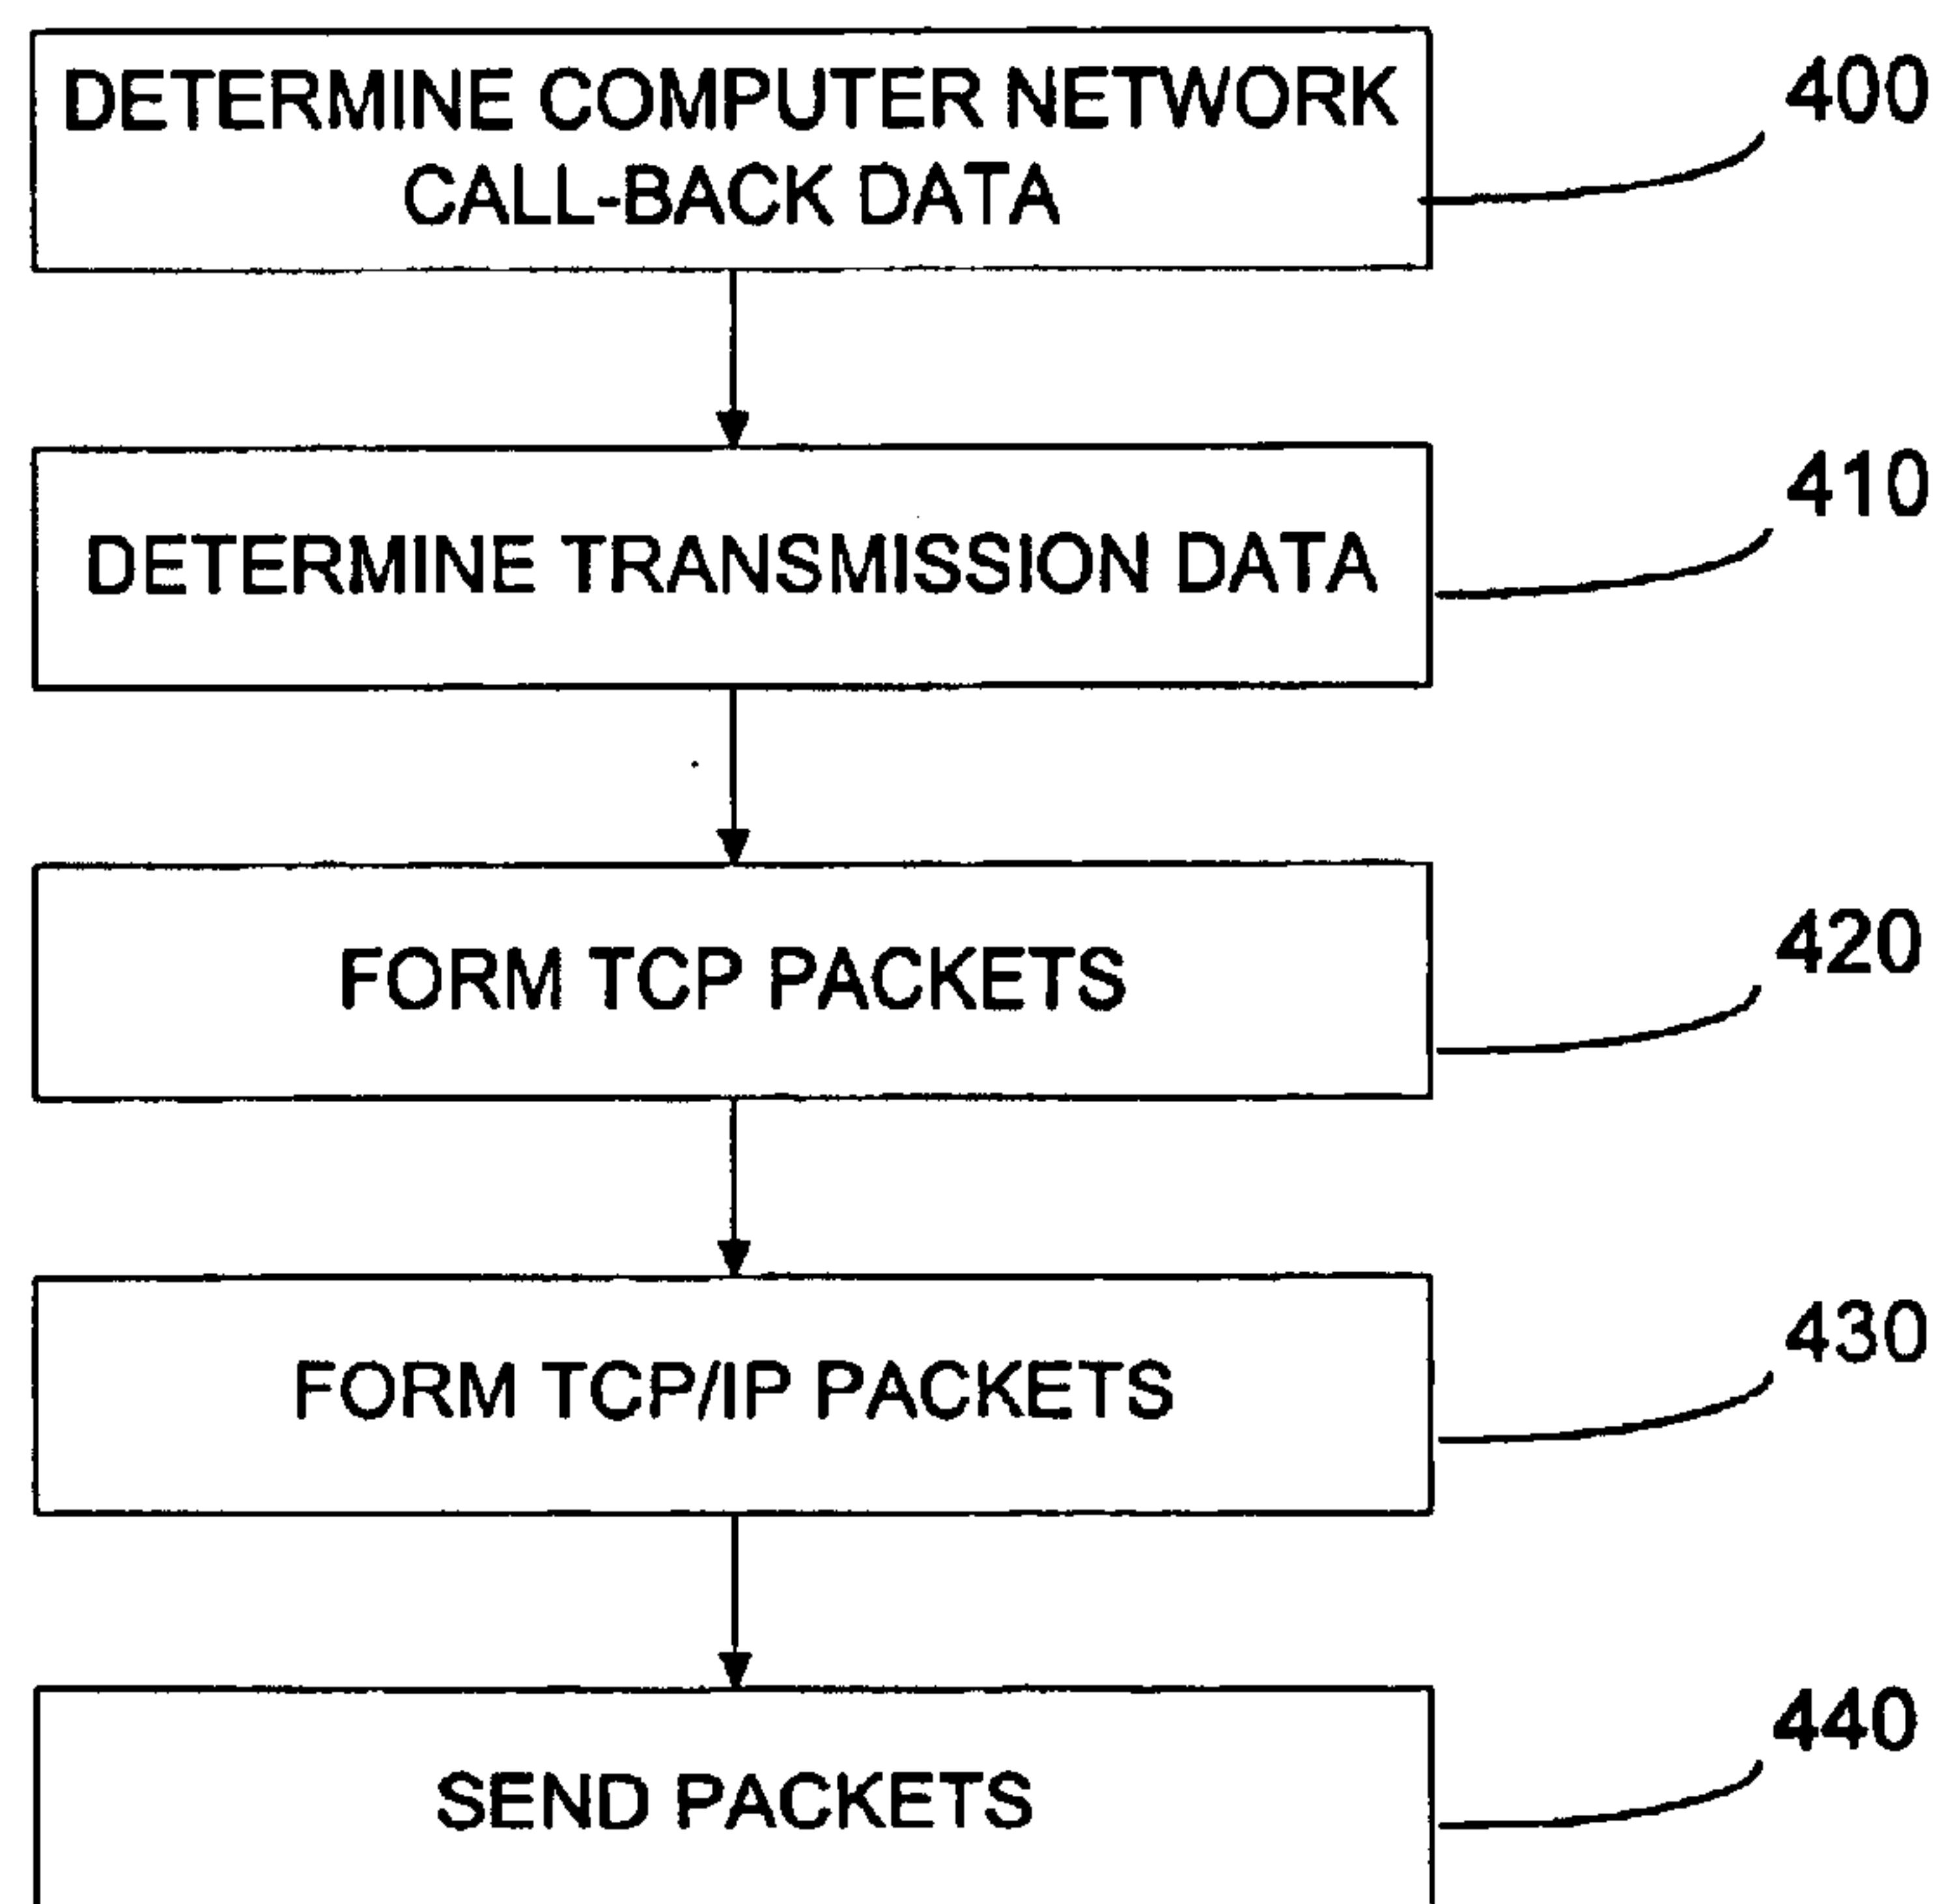 DETERMINE COMPUTER NETWORK
CALL-BACK DATA
400
DETERMINE TRANSMISSION DATA
410
FORM TCP PACKETS
420
FORM TCP/IP PACKETS
430
SEND PACKETS
440